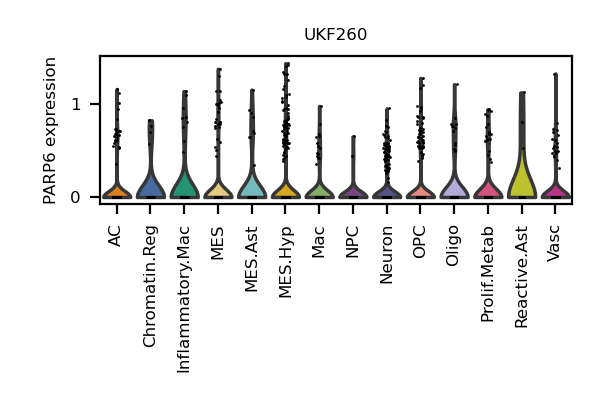 UKF260
PARP6 expression
1
0
AC
Chromatin.Reg
Inflammatory.Mac
MES
MES.Ast
MES.Hyp
Mac
NPC
Neuron
OPC
Oligo
Prolif.Metab
Reactive.Ast
Vasc